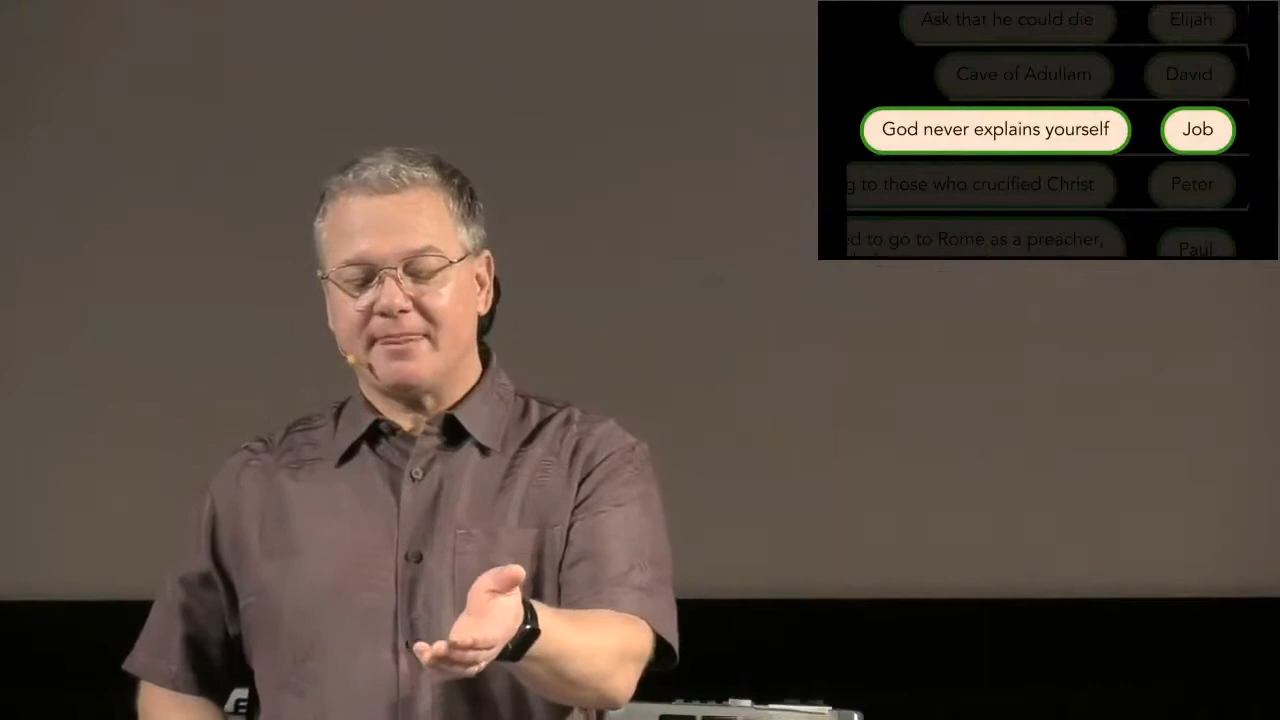 Ask that he could die Elijah
Cave of Adullam David
God never explains yourself Job
g to those who crucified Christ Peter
ed to go to Rome as a preacher, Paul